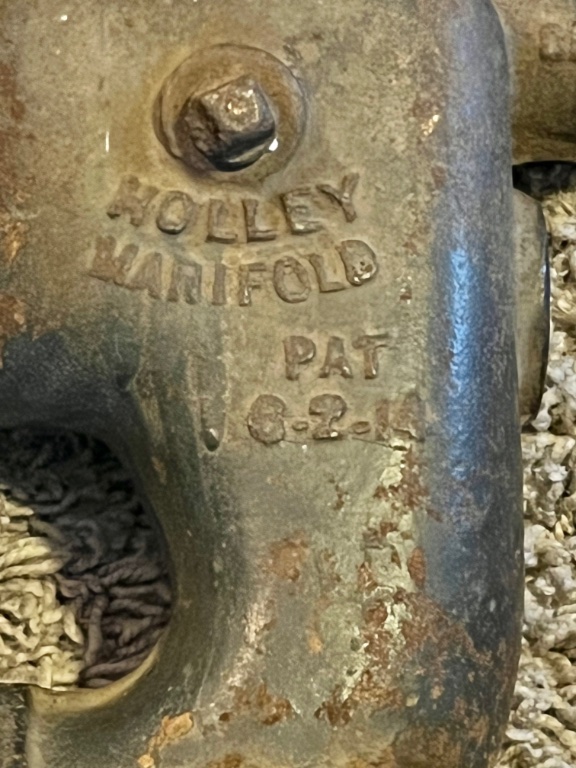 HOLLEY
MANIFOLD
PAT
6-2-14